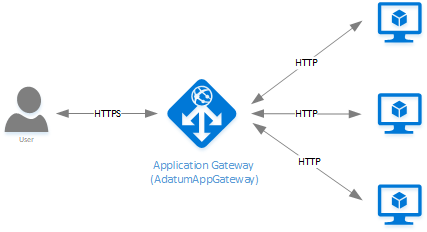 HTTP
HTTPS
HTTP
User
HTTP
Application Gateway
(AdatumAppGateway)